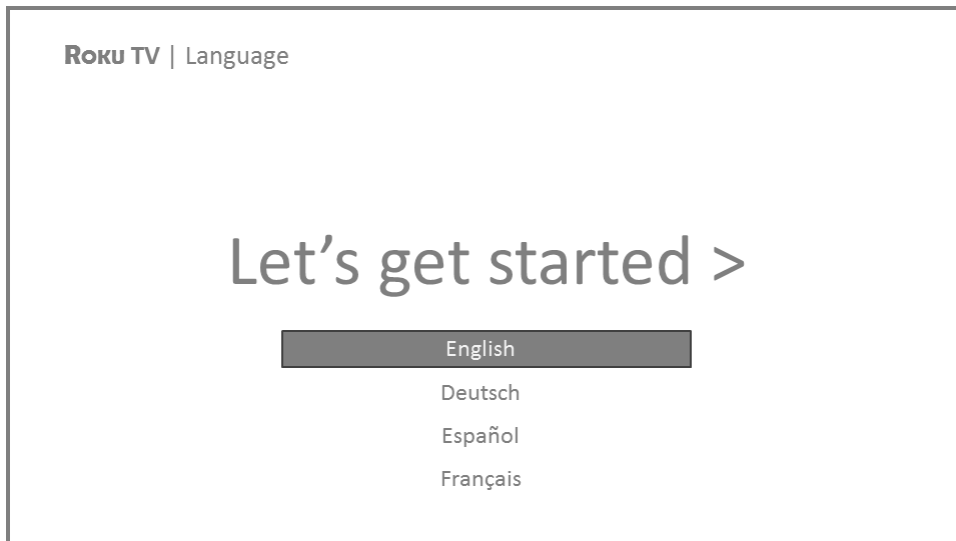 ROKU TV | Language
Let’s get started >
English
Deutsch
Español
Français